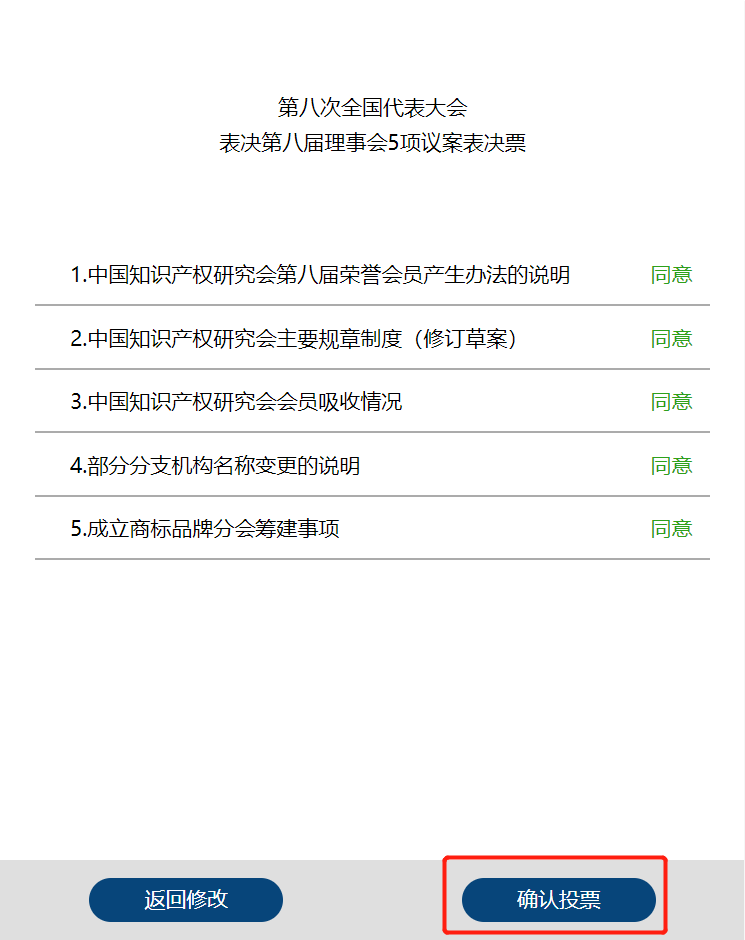 第八次全国代表大会
表决第八届理事会5项议案表决票
1.中国知识产权研究会第八届荣誉会员产生办法的说明 同意
2.中国知识产权研究会主要规章制度（修订草案） 同意
3.中国知识产权研究会会员吸收情况 同意
4.部分分支机构名称变更的说明 同意
5.成立商标品牌分会筹建事项 同意
返回修改 确认投票